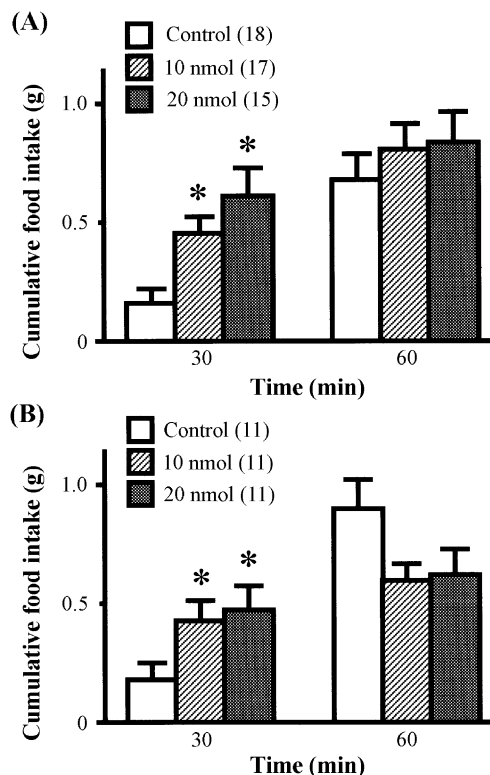 (A)
Control (18)
10 nmol (17)
20 nmol (15)
Cumulative food intake (g)
1.0
0.5
0
*
*
30
60
Time (min)
(B)
Control (11)
10 nmol (11)
20 nmol (11)
Cumulative food intake (g)
1.0
0.5
0
*
*
30
60
Time (min)